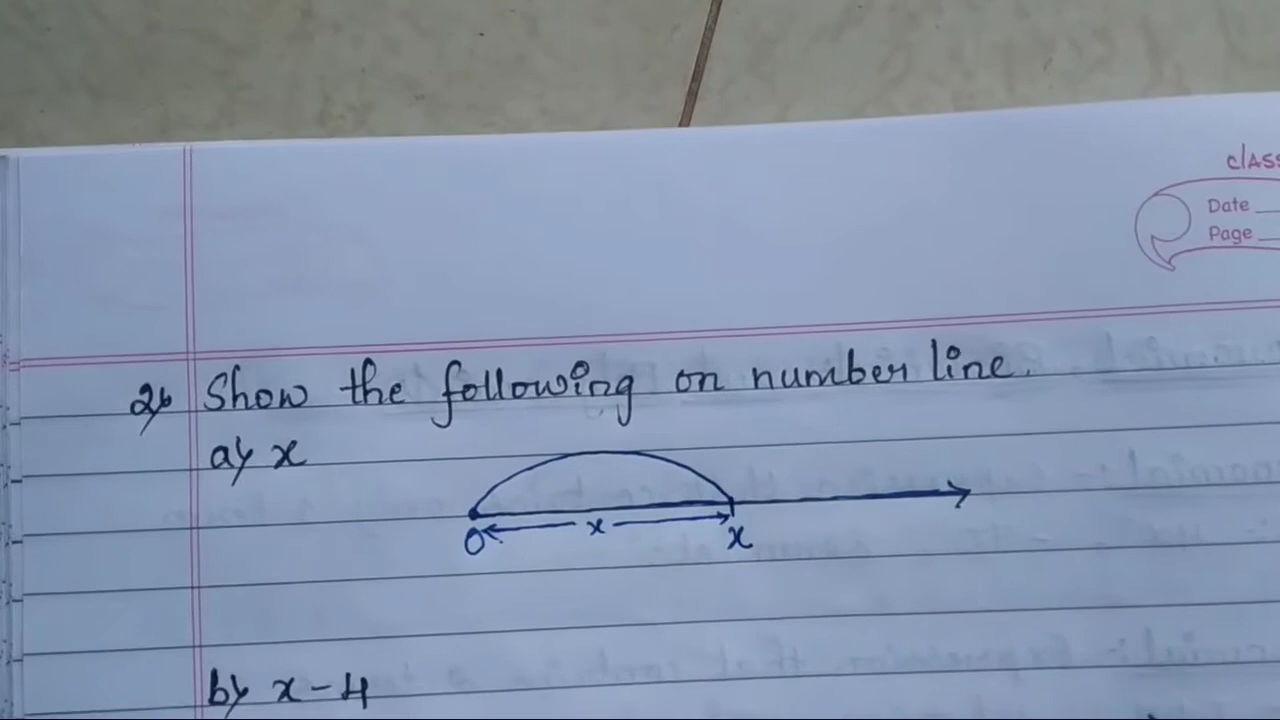 CLASS
Date
Page
2) Show the following on number line.
a) x
0 x x
b) x-4